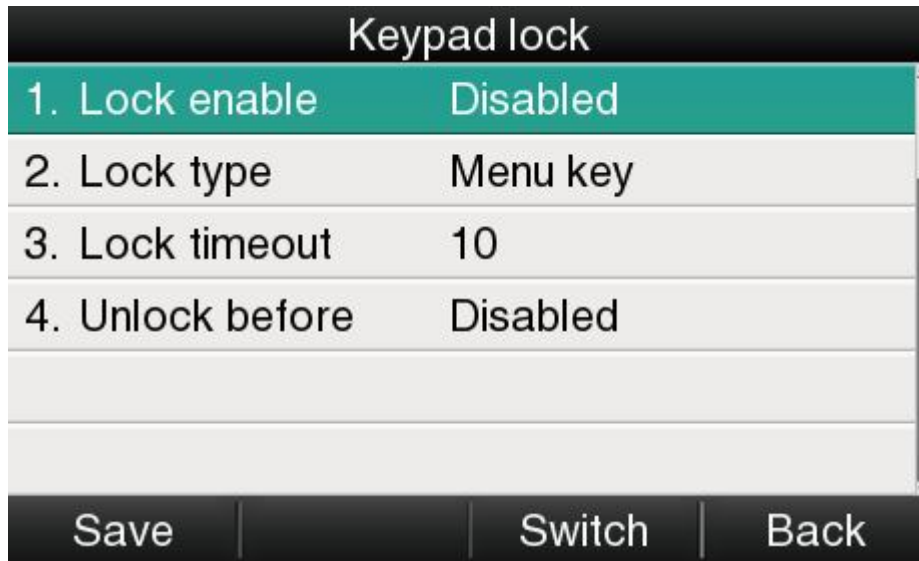 Keypad lock
1. Lock enable Disabled
2. Lock type Menu key
3. Lock timeout 10
4. Unlock before Disabled
Save Switch Back